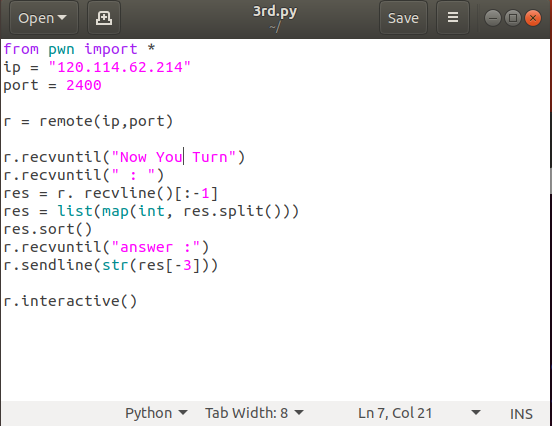 Open
3rd.py
~/
Save
from pwn import *
ip = "120.114.62.214"
port = 2400
r = remote(ip,port)
r.recvuntil("Now You Turn")
r.recvuntil(" : ")
res = r. recvline()[:-1]
res = list(map(int, res.split()))
res.sort()
r.recvuntil("answer :")
r.sendline(str(res[-3]))
r.interactive()
Python Tab Width: 8 Ln 7, Col 21 INS